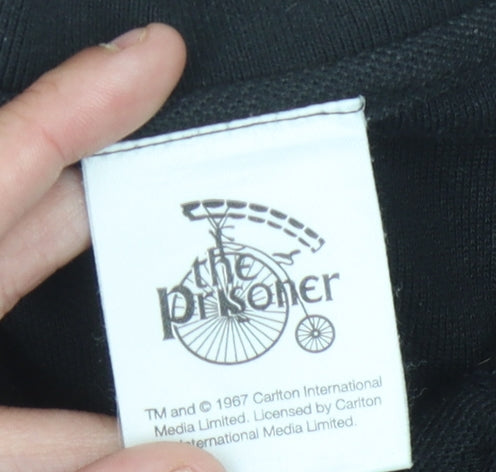 the
Prisoner
TM and © 1967 Carlton International
Media Limited. Licensed by Carlton
International Media Limited.